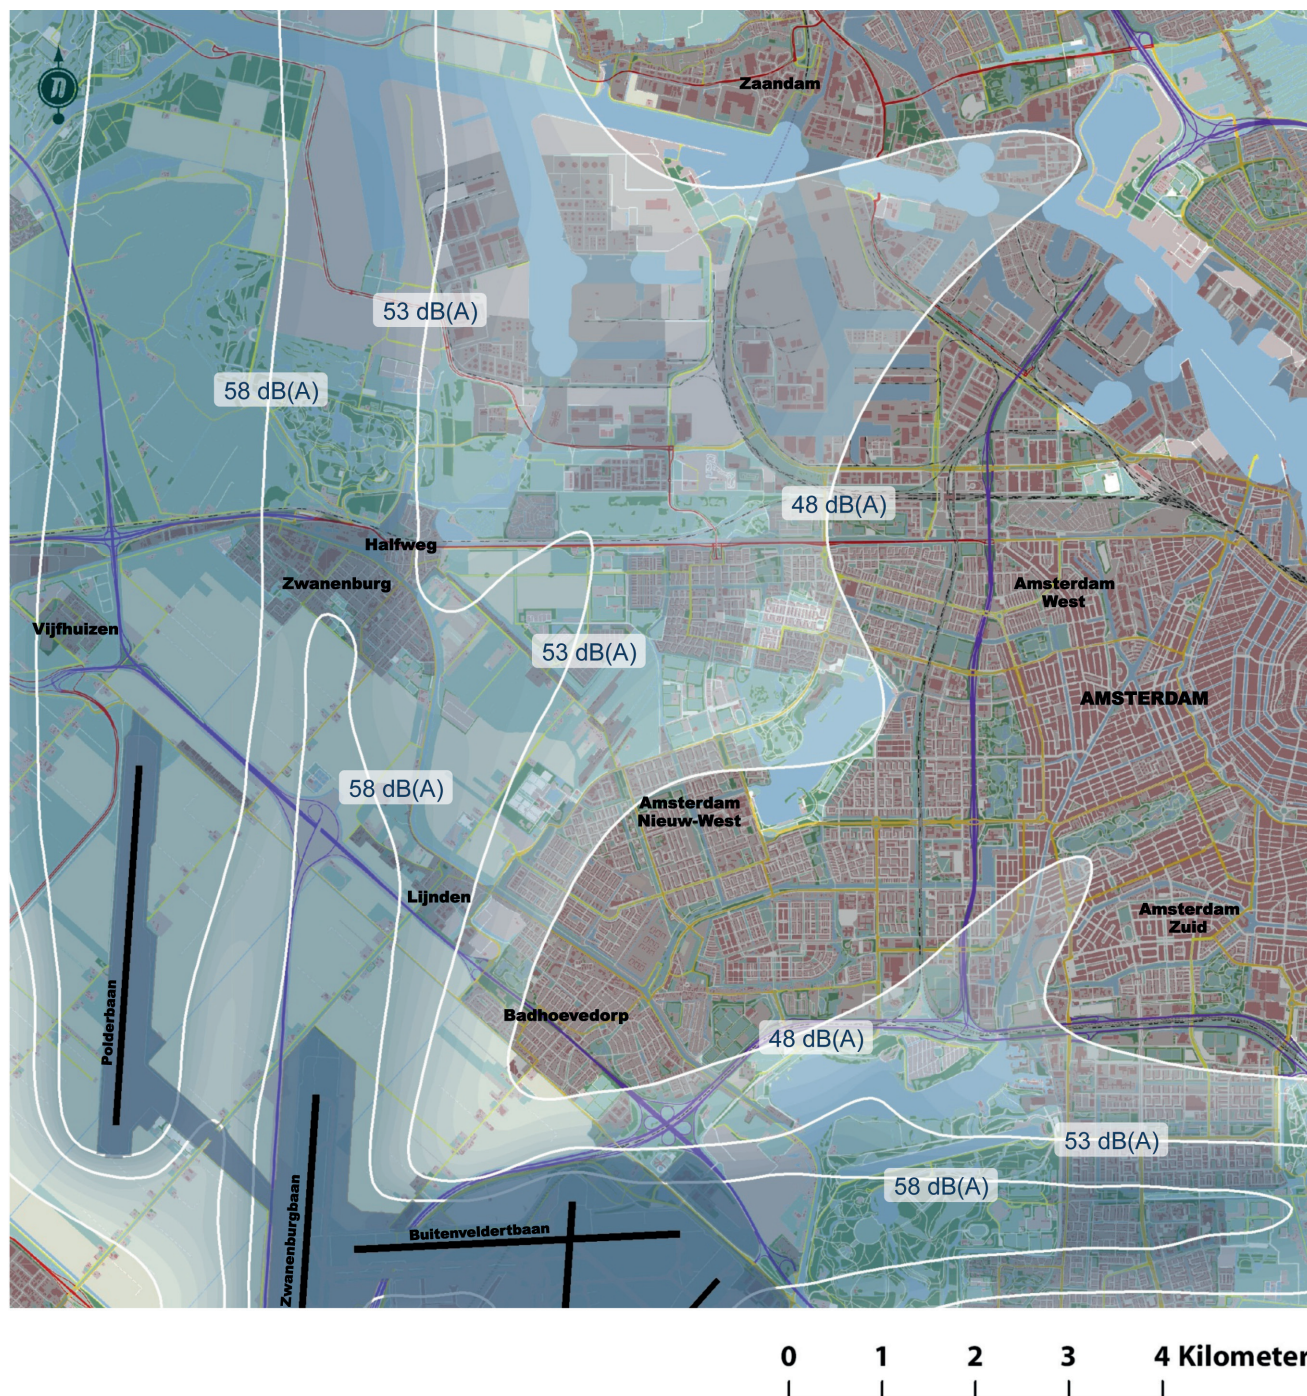 n
Zaandam
53 dB(A)
58 dB(A)
48 dB(A)
Halfweg
Zwanenburg
Amsterdam
West
Vijfhuizen
53 dB(A)
AMSTERDAM
58 dB(A)
Amsterdam
Nieuw-West
Lijnden
Amsterdam
Zuid
Polderbaan
Badhoevedorp
48 dB(A)
53 dB(A)
58 dB(A)
Zwanenburgbaan
Buitenveldertbaan
0 1 2 3 4 Kilometer